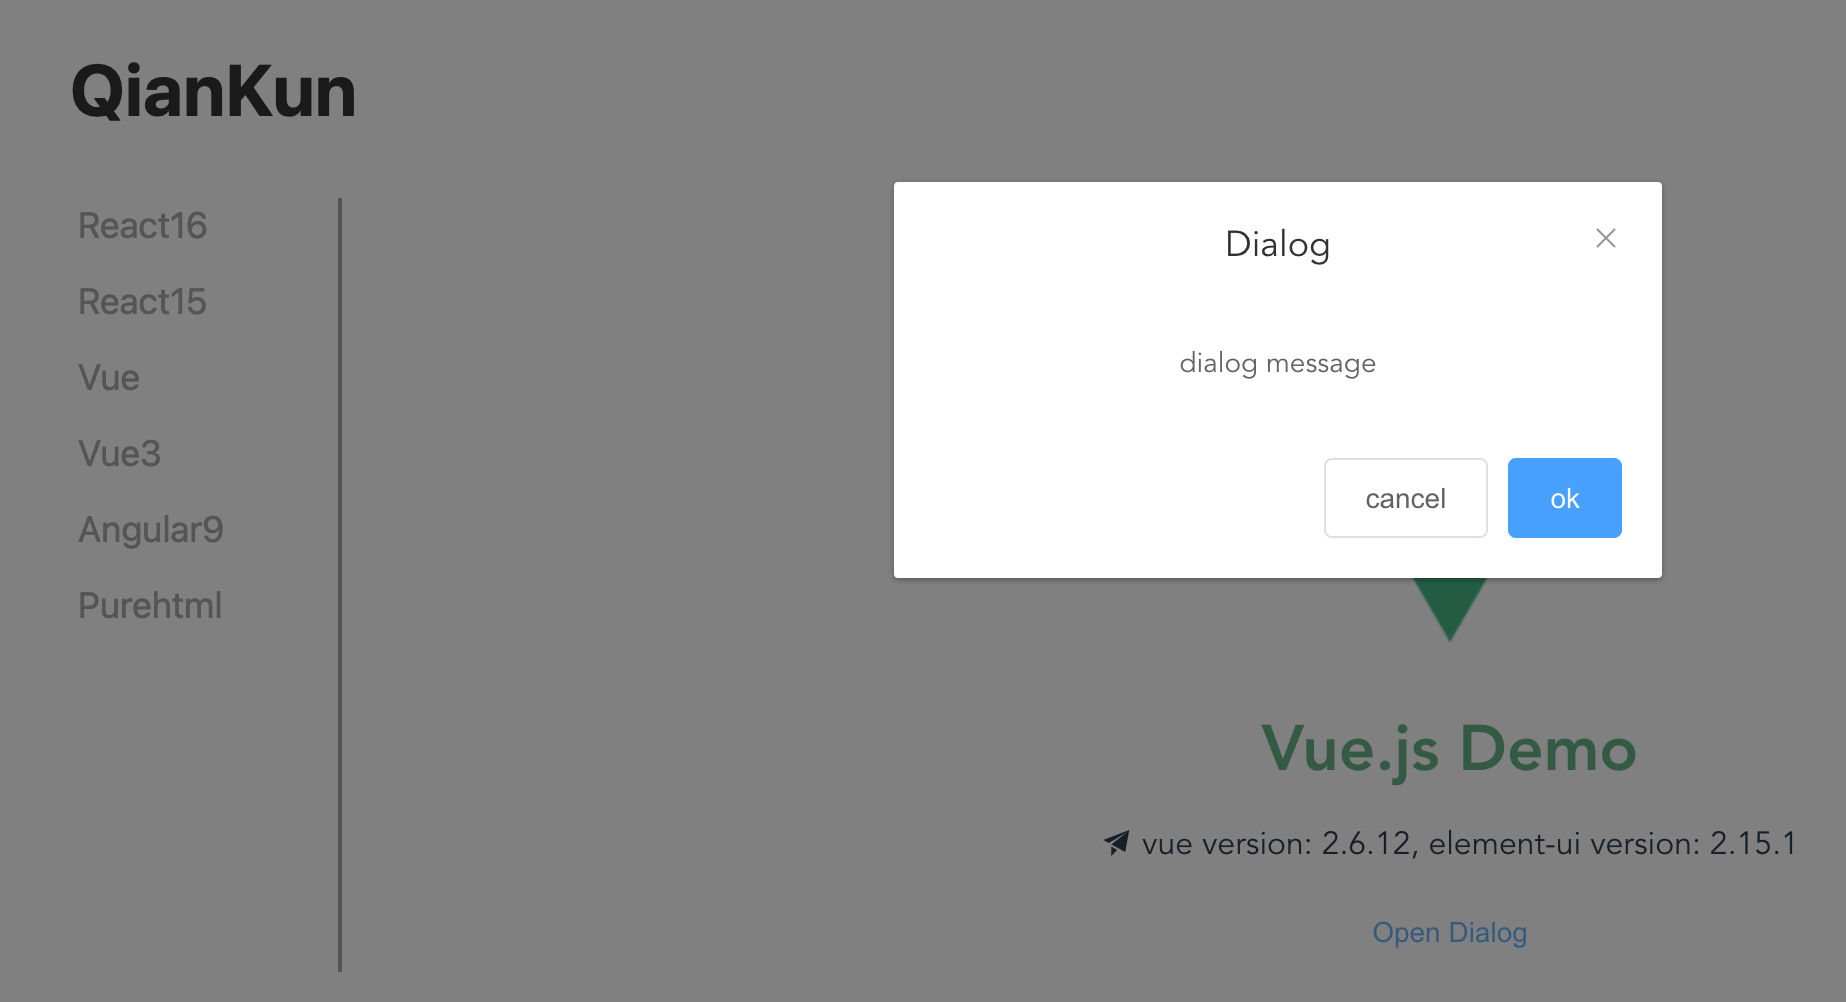 QianKun
React16
React15
Vue
Vue3
Angular9
Purehtml
Dialog
dialog message
cancel
ok
Vue.js Demo
vue version: 2.6.12, element-ui version: 2.15.1
Open Dialog